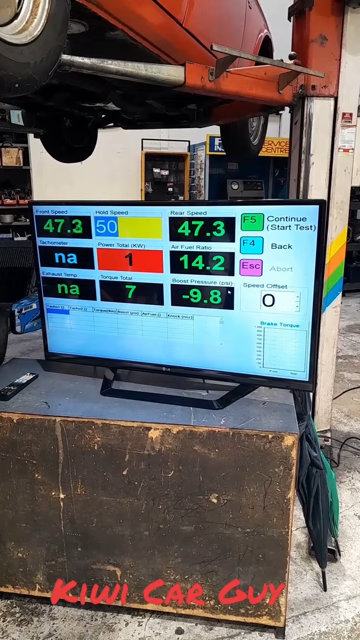 SERVICE
CENTRE
Front Speed Hold Speed Rear Speed
47.3 50 47.3 F5 Continue
(Start Test)
Tachometer Power Total (KW) Air Fuel Ratio F4 Back
na 1 14.2 Esc Abort
Exhaust Temp Torque Total Boost Pressure (psi) Speed Offset
na 7 -9.8 0
Brake Torque
LG
Kiwi Car Guy